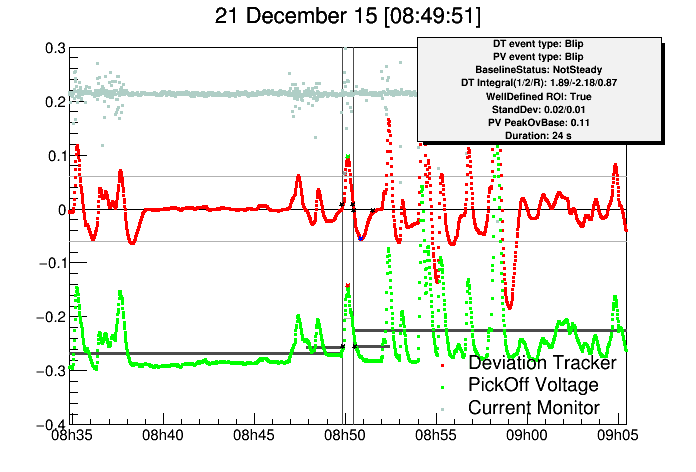 21 December 15 [08:49:51]
DT event type: Blip
PV event type: Blip
BaselineStatus: NotSteady
DT Integral(1/2/R): 1.89/-2.18/0.87
WellDefined ROI: True
StandDev: 0.02/0.01
PV PeakOvBase: 0.11
Duration: 24 s
0.3
0.2
0.1
0
−0.1
−0.2
−0.3
−0.4
Deviation Tracker
PickOff Voltage
Current Monitor
08h35 08h40 08h45 08h50 08h55 09h00 09h05